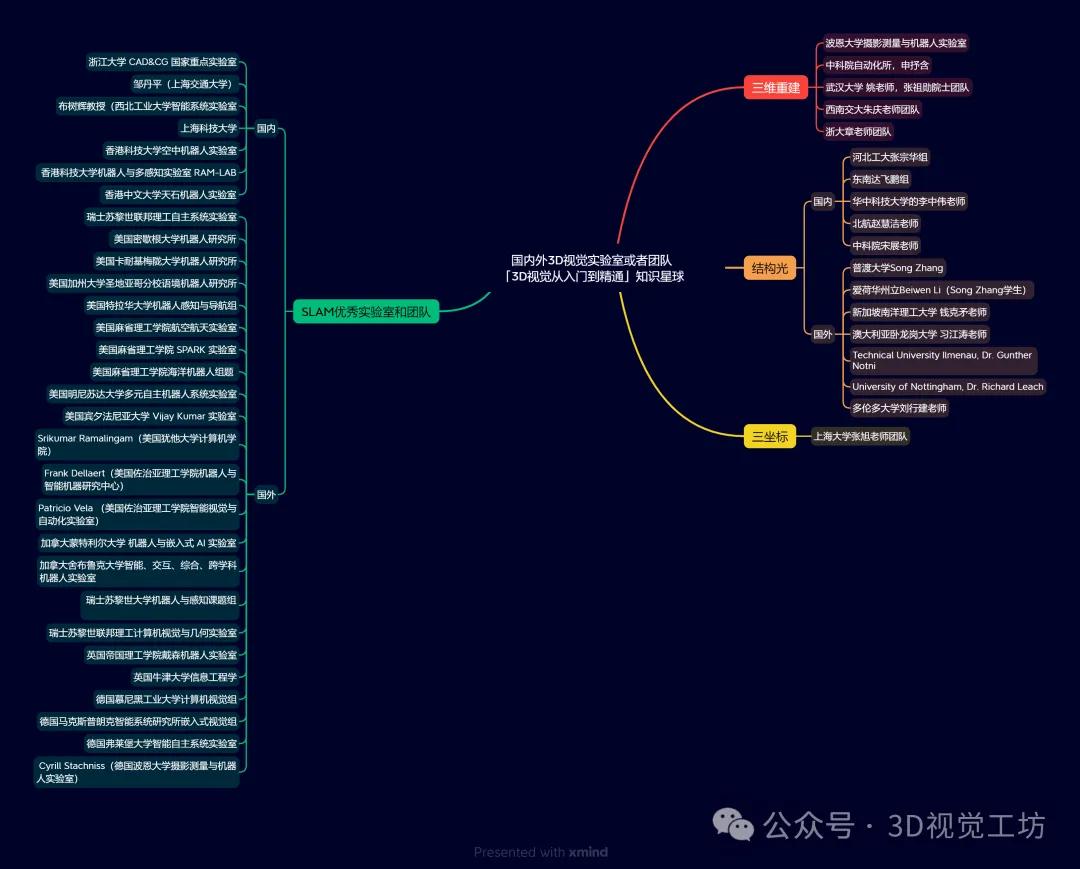 国内外3D视觉实验室或者团队
「3D视觉从入门到精通」知识星球
三维重建
波恩大学摄影测量与机器人实验室
中科院自动化所，申抒含
武汉大学 姚老师，张祖勋院士团队
西南交大朱庆老师团队
浙大章老师团队
结构光
国内
河北工大张宗华组
东南达飞鹏组
华中科技大学的李中伟老师
北航赵慧洁老师
中科院宋展老师
国外
普渡大学Song Zhang
爱荷华州立Beiwen Li（Song Zhang学生）
新加坡南洋理工大学 钱克矛老师
澳大利亚卧龙岗大学 习江涛老师
Technical University Ilmenau, Dr. Gunther
Notni
University of Nottingham, Dr. Richard Leach
多伦多大学刘行建老师
三坐标
上海大学张旭老师团队
SLAM优秀实验室和团队
国内
浙江大学 CAD&CG 国家重点实验室
邹丹平（上海交通大学）
布树辉教授（西北工业大学智能系统实验室
上海科技大学
香港科技大学空中机器人实验室
香港科技大学机器人与多感知实验室 RAM-LAB
香港中文大学天石机器人实验室
国外
瑞士苏黎世联邦理工自主系统实验室
美国密歇根大学机器人研究所
美国卡耐基梅陇大学机器人研究所
美国加州大学圣地亚哥分校语境机器人研究所
美国特拉华大学机器人感知与导航组
美国麻省理工学院航空航天实验室
美国麻省理工学院 SPARK 实验室
美国麻省理工学院海洋机器人组题
美国明尼苏达大学多元自主机器人系统实验室
美国宾夕法尼亚大学 Vijay Kumar 实验室
Srikumar Ramalingam（美国犹他大学计算机学
院）
Frank Dellaert（美国佐治亚理工学院机器人与
智能机器研究中心）
Patricio Vela （美国佐治亚理工学院智能视觉与
自动化实验室）
加拿大蒙特利尔大学 机器人与嵌入式 AI 实验室
加拿大舍布鲁克大学智能、交互、综合、跨学科
机器人实验室
瑞士苏黎世大学机器人与感知课题组
瑞士苏黎世联邦理工计算机视觉与几何实验室
英国帝国理工学院戴森机器人实验室
英国牛津大学信息工程学
德国慕尼黑工业大学计算机视觉组
德国马克斯普朗克智能系统研究所嵌入式视觉组
德国弗莱堡大学智能自主系统实验室
Cyrill Stachniss（德国波恩大学摄影测量与机器
人实验室）
公众号 · 3D视觉工坊
Presented with xmind